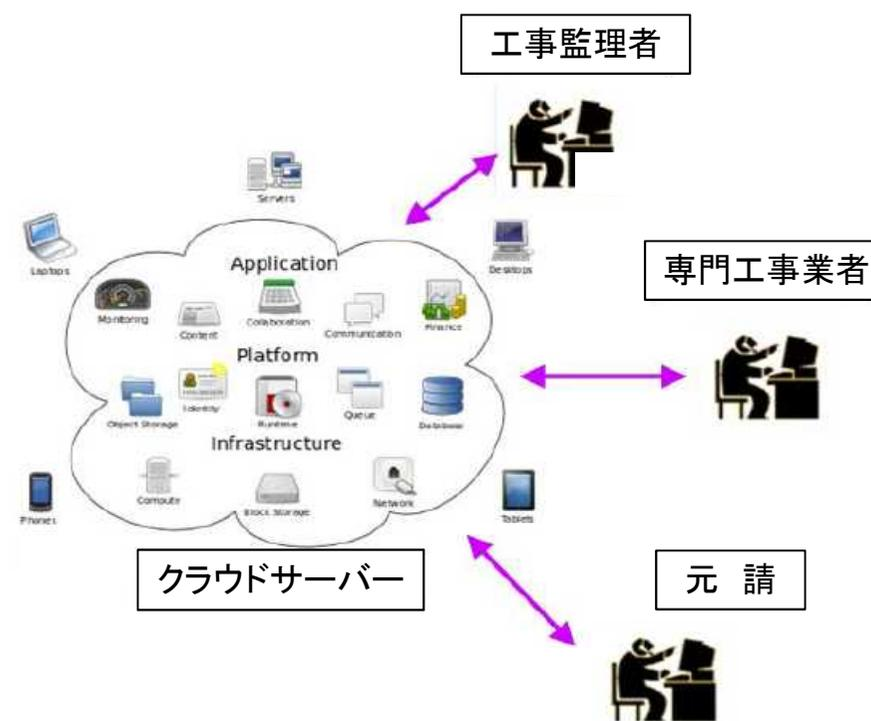 工事監理者
Servers
Laptops
Desktops
Application
専門工事業者
Monitoring
Content
Collaboration
Communication
Finance
Platform
Object Storage
Identity
Runtime
Queue
Database
Infrastructure
Compute
Block Storage
Network
Phones
Tablets
クラウドサーバー
元 請